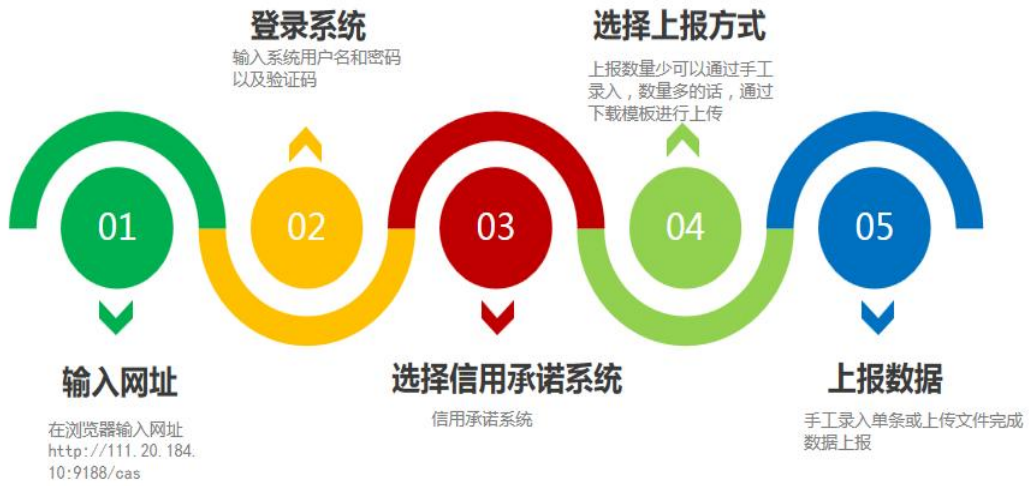 登录系统
输入系统用户名和密码
以及验证码
选择上报方式
上报数量少可以通过手工
录入，数量多的话，通过
下载模板进行上传
01
02
03
04
05
输入网址
在浏览器输入网址
http://111.20.184.
10:9188/cas
选择信用承诺系统
信用承诺系统
上报数据
手工录入单条或上传文件完成
数据上报